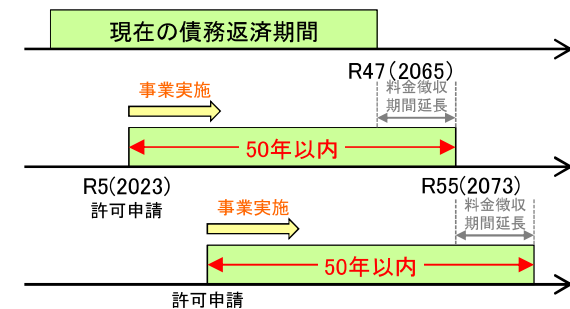 現在の債務返済期間
R47(2065)
事業実施
料金徴収
期間延長
50年以内
R5(2023)
許可申請
R55(2073)
事業実施
料金徴収
期間延長
50年以内
許可申請